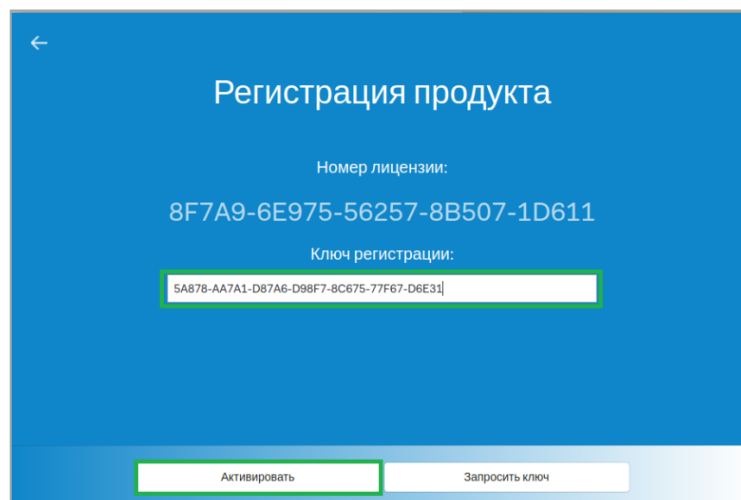 Регистрация продукта
Номер лицензии:
8F7A9-6E975-56257-8B507-1D611
Ключ регистрации:
5A878-AA7A1-D87A6-D98F7-8C675-77F67-D6E31
Активировать
Запросить ключ